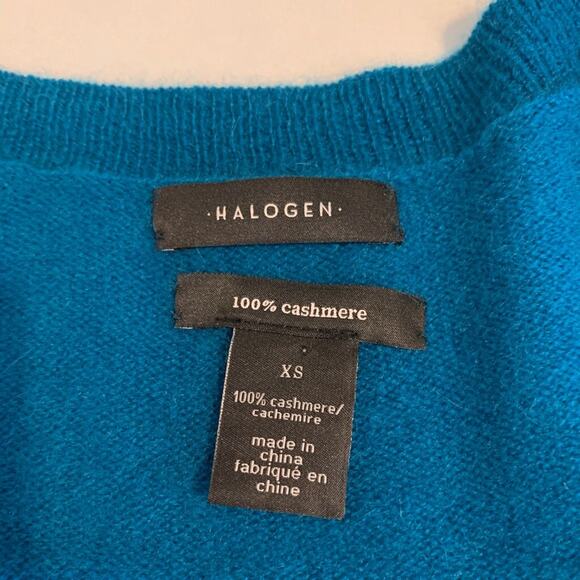 ·HALOGEN·
100% cashmere
XS
100% cashmere/
cachemire
made in
china
fabriqué en
chine